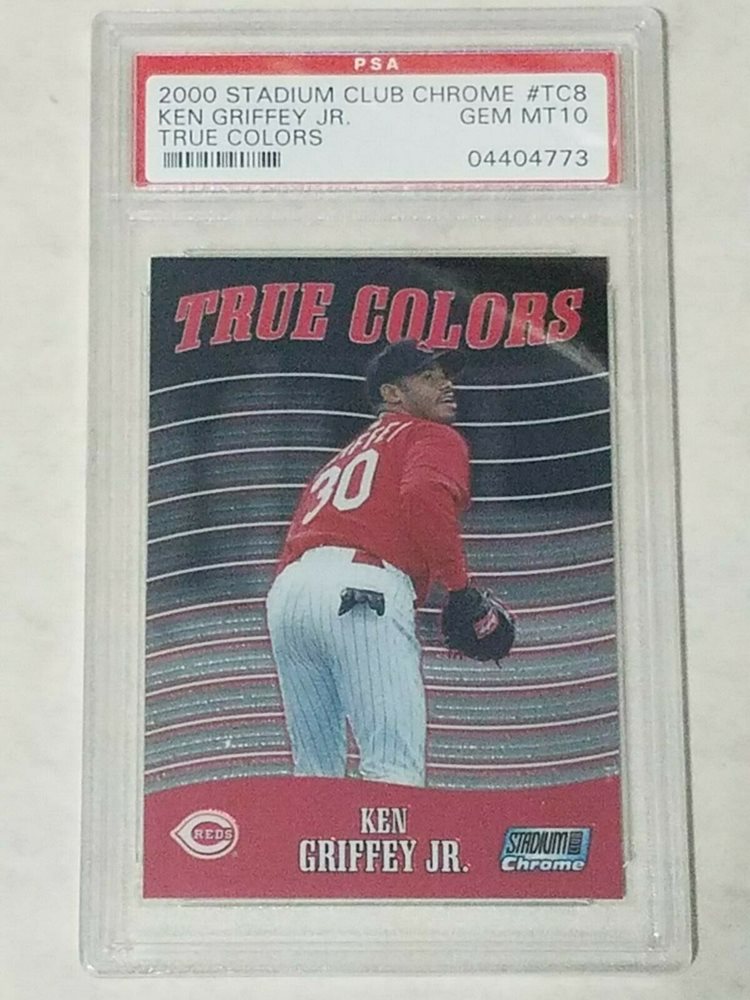 PSA
2000 STADIUM CLUB CHROME #TC8
KEN GRIFFEY JR. GEM MT10
TRUE COLORS
04404773
TRUE COLORS
30
REDS
KEN
GRIFFEY JR.
STADIUM CLUB
Chrome